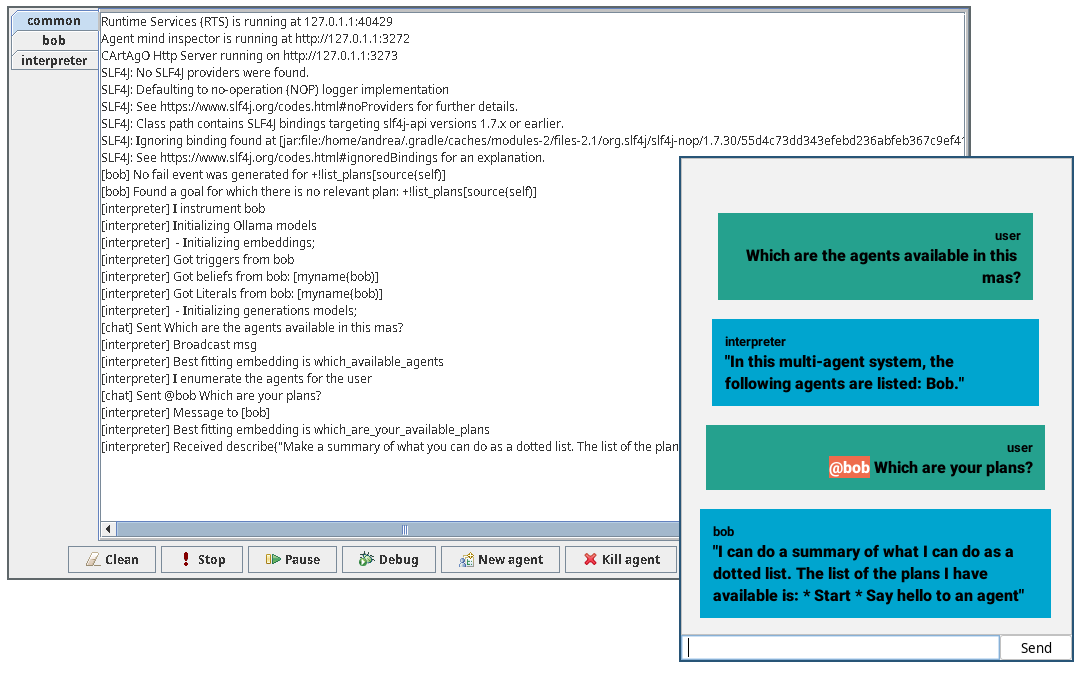 common
bob
interpreter
Runtime Services (RTS) is running at 127.0.1.1:40429
Agent mind inspector is running at http://127.0.1.1:3272
CArtAgO Http Server running on http://127.0.1.1:3273
SLF4J: No SLF4J providers were found.
SLF4J: Defaulting to no-operation (NOP) logger implementation
SLF4J: See https://www.slf4j.org/codes.html#noProviders for further details.
SLF4J: Class path contains SLF4J bindings targeting slf4j-api versions 1.7.x or earlier.
SLF4J: Ignoring binding found at [jar:file:/home/andrea/.gradle/caches/modules-2/files-2.1/org.slf4j/slf4j-nop/1.7.30/55d4c73dd343efebd236abfeb367c9ef41
SLF4J: See https://www.slf4j.org/codes.html#ignoredBindings for an explanation.
[bob] No fail event was generated for +!list_plans[source(self)]
[bob] Found a goal for which there is no relevant plan: +!list_plans[source(self)]
[interpreter] I instrument bob
[interpreter] Initializing Ollama models
[interpreter]  - Initializing embeddings;
[interpreter] Got triggers from bob
[interpreter] Got beliefs from bob: [myname(bob)]
[interpreter] Got Literals from bob: [myname(bob)]
[interpreter]  - Initializing generations models;
[chat] Sent Which are the agents available in this mas?
[interpreter] Broadcast msg
[interpreter] Best fitting embedding is which_available_agents
[interpreter] I enumerate the agents for the user
[chat] Sent @bob Which are your plans?
[interpreter] Message to [bob]
[interpreter] Best fitting embedding is which_are_your_available_plans
[interpreter] Received describe("Make a summary of what you can do as a dotted list. The list of the plan
Clean
Stop
Pause
Debug
New agent
Kill agent
user
Which are the agents available in this
mas?
interpreter
"In this multi-agent system, the
following agents are listed: Bob."
user
@bob Which are your plans?
bob
"I can do a summary of what I can do as a
dotted list. The list of the plans I have
available is: * Start * Say hello to an agent"
Send